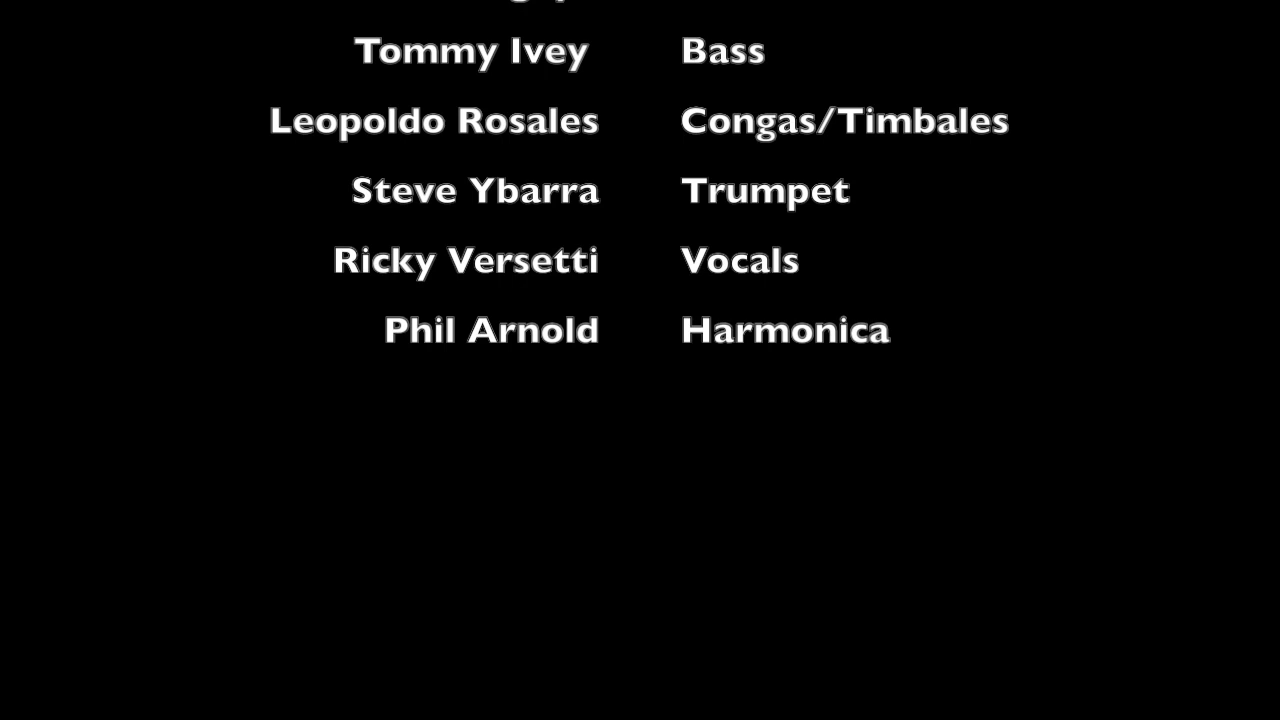 Tommy Ivey Bass
Leopoldo Rosales Congas/Timbales
Steve Ybarra Trumpet
Ricky Versetti Vocals
Phil Arnold Harmonica